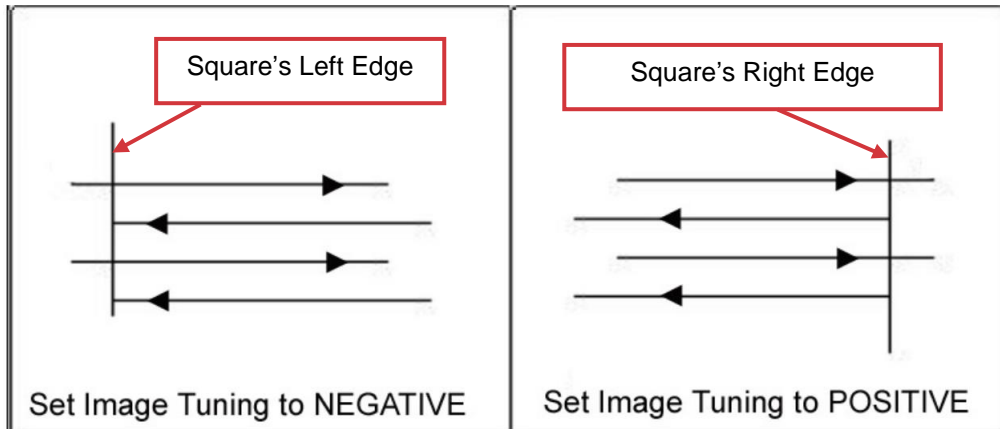 Square’s Left Edge
Set Image Tuning to NEGATIVE
Square’s Right Edge
Set Image Tuning to POSITIVE